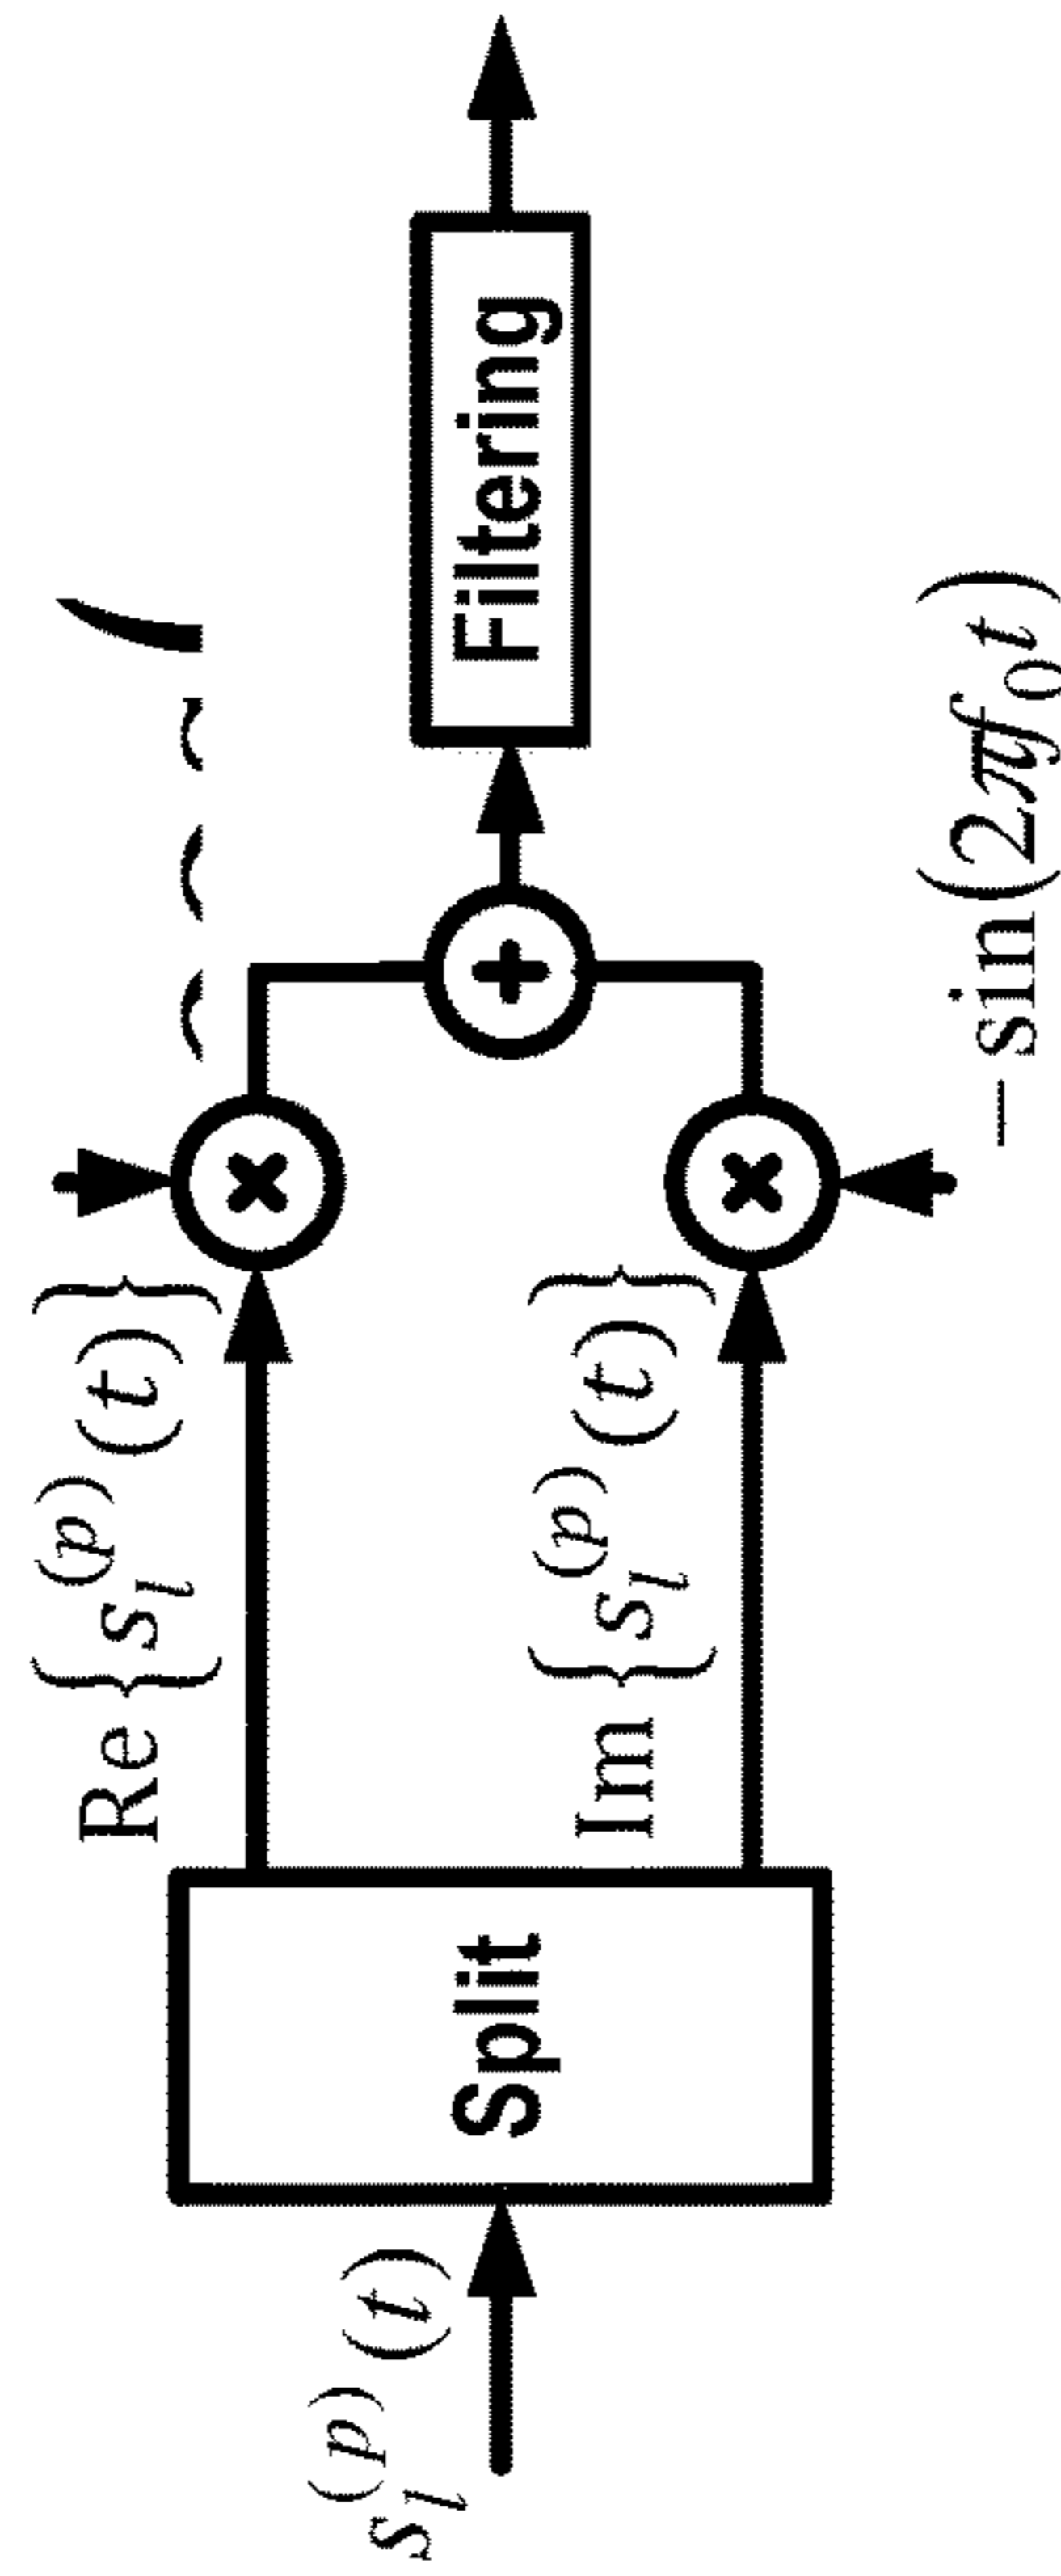 Re { s_l^{(p)}(t) }
s_l^{(p)}(t)
Split
Im { s_l^{(p)}(t) }
×
×
+
Filtering
−sin(2πf_0t)